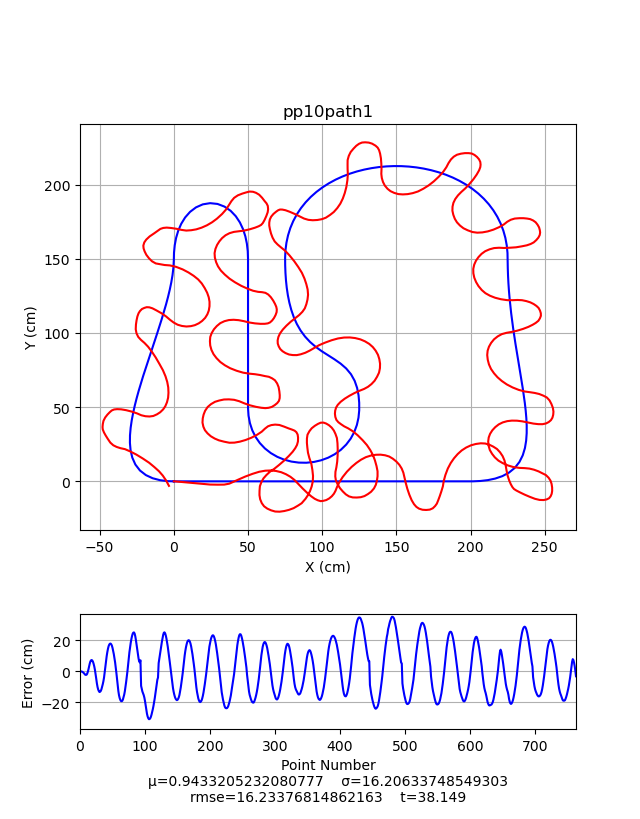 pp10path1
200
150
100
50
0
Y (cm)
−50 0 50 100 150 200 250
X (cm)
20
0
−20
Error (cm)
0 100 200 300 400 500 600 700
Point Number
μ=0.9433205232080777 σ=16.20633748549303
rmse=16.23376814862163 t=38.149